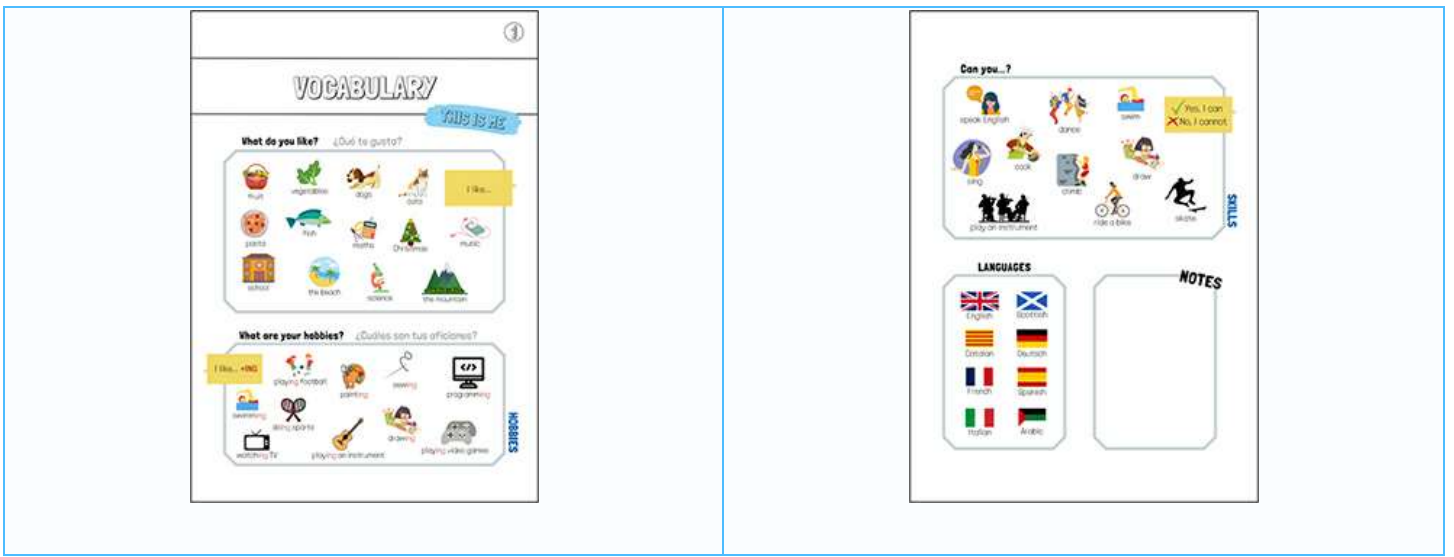 1
VOCABULARY
THIS IS ME
What do you like? ¿Qué te gusta?
fruit vegetables dogs cats I like...
pasta fish maths Christmas music
school the beach science the mountain
What are your hobbies? ¿Cuáles son tus aficiones?
I like... +ING
playing football painting sewing programming
swimming doing sports drawing
watching TV playing an instrument playing video games
HOBBIES
Can you...?
speak English dance swim
Yes, I can
No, I cannot
sing cook climb draw
play an instrument ride a bike skate
SKILLS
LANGUAGES
English Scottish
Catalan Deutsch
French Spanish
Italian Arabic
NOTES